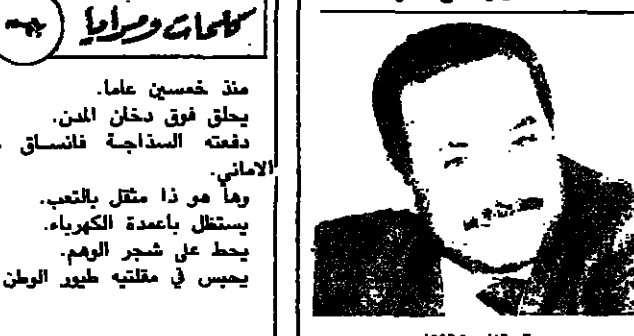 كلمات ومرايا
منذ خمسين عاما.
يحلق فوق دخان المدن.
دفعته السذاجة فانساق
الاماني.
وها هو ذا مثقل بالتعب.
يستظل باعمدة الكهرباء.
يحط على شجر الوهم.
يحبس في مقلتيه طيور الوطن